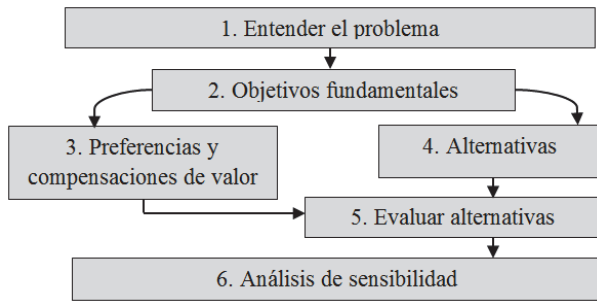 1. Entender el problema
2. Objetivos fundamentales
3. Preferencias y
compensaciones de valor
4. Alternativas
5. Evaluar alternativas
6. Análisis de sensibilidad